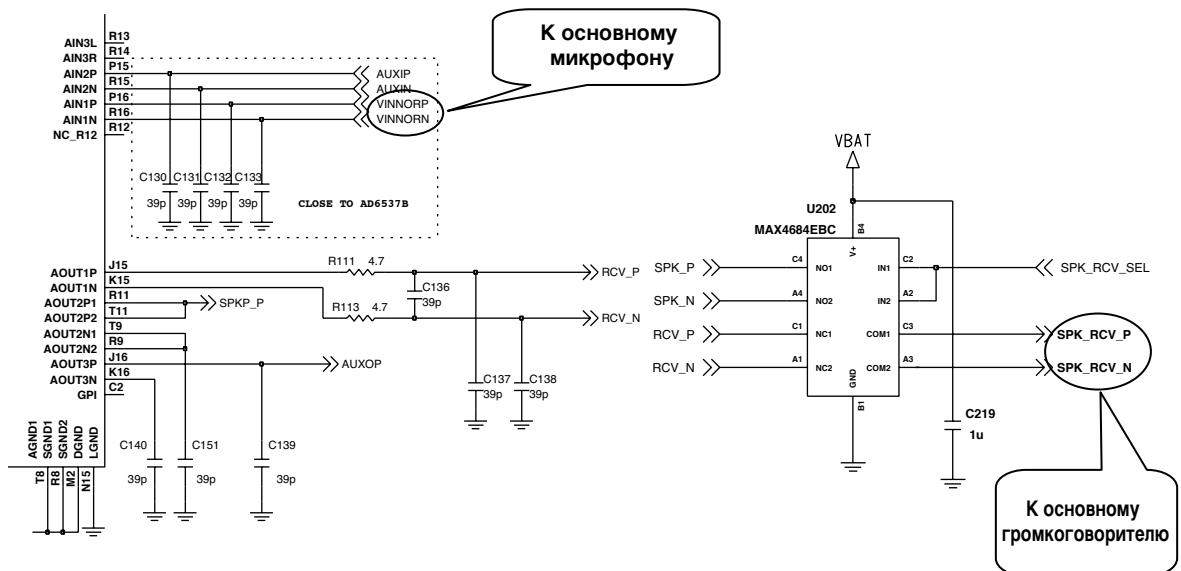 К основному
микрофону
AIN3L R13
AIN3R R14
AIN2P P15 AUXIP
AIN2N R15 AUXIN
AIN1P P16 VINNORP
AIN1N R16 VINNORN
NC_R12 R12
C130 C131 C132 C133
39p 39p 39p 39p
CLOSE TO AD6537B
AOUT1P J15 R111 4.7 RCV_P
AOUT1N K15
C136
39p
AOUT2P1 R11 SPKP_P
AOUT2P2 T11 R113 4.7 RCV_N
AOUT2N1 T9
AOUT2N2 R9
AOUT3P J16 AUXOP
AOUT3N K16
GPI C2
C137 C138
39p 39p
AGND1 SGND1 SGND2 DGND LGND
T8 R8 M2 N15
C140 C151 C139
39p 39p 39p
VBAT
U202
MAX4684EBC
B4
V+
SPK_P C4 NO1 IN1 C2 SPK_RCV_SEL
SPK_N A4 NO2 IN2 A2
RCV_P C1 NC1 COM1 C3 SPK_RCV_P
RCV_N A1 NC2 COM2 A3 SPK_RCV_N
GND
B1
C219
1u
К основному
громкоговорителю